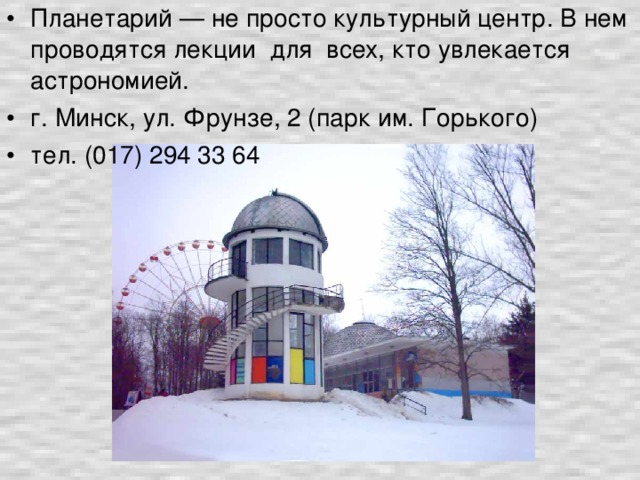 • Планетарий — не просто культурный центр. В нем
проводятся лекции для всех, кто увлекается
астрономией.
• г. Минск, ул. Фрунзе, 2 (парк им. Горького)
• тел. (017) 294 33 64